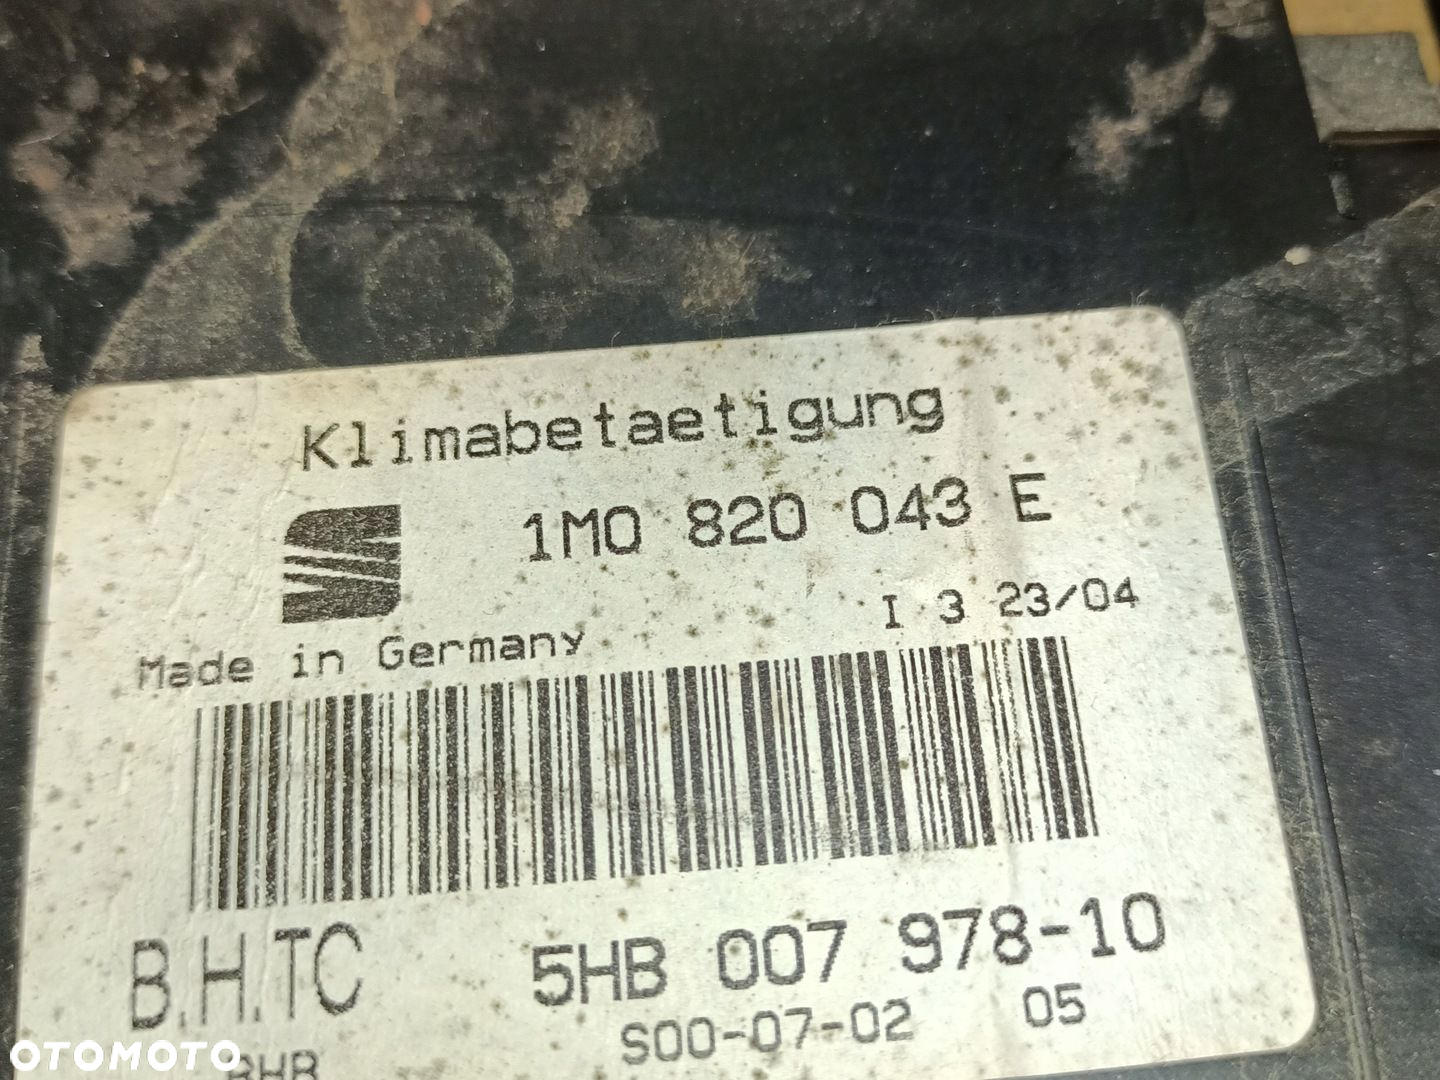 Klimabetaetigung
1M0 820 043 E
I 3 23/04
Made in Germany
B.H.TC 5HB 007 978-10
S00-07-02 05
OTOMOTO